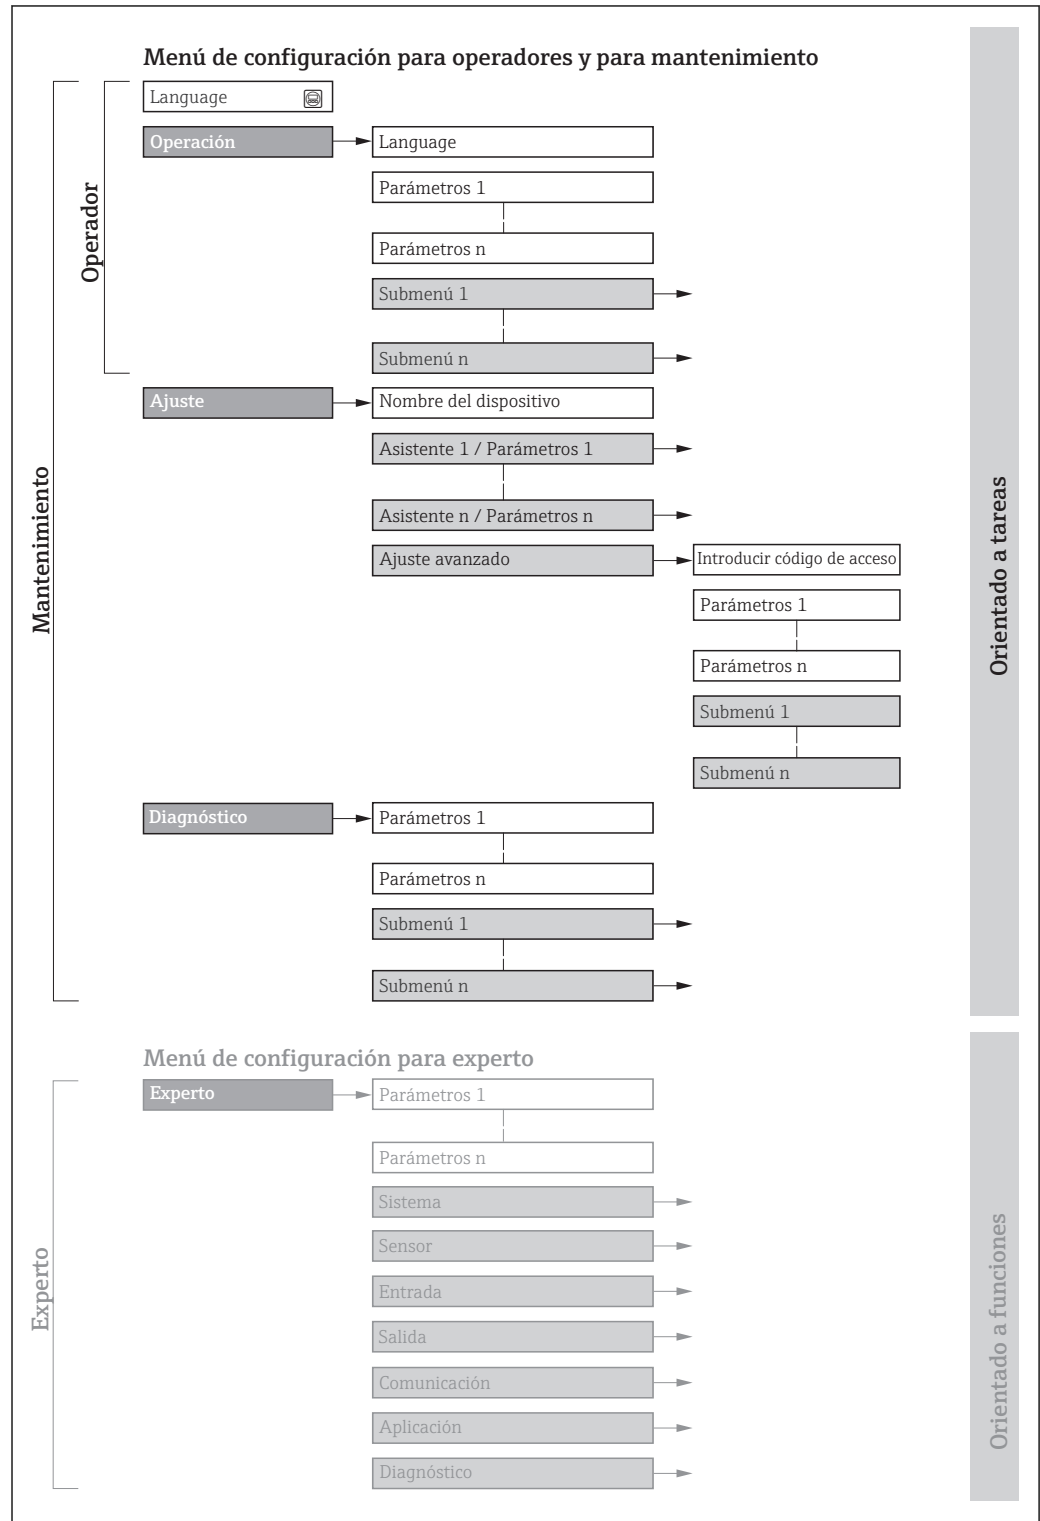 Menú de configuración para operadores y para mantenimiento
Language
Operación
Language
Parámetros 1
Parámetros n
Submenú 1
Submenú n
Operador
Ajuste
Nombre del dispositivo
Asistente 1 / Parámetros 1
Asistente n / Parámetros n
Ajuste avanzado
Introducir código de acceso
Parámetros 1
Parámetros n
Submenú 1
Submenú n
Diagnóstico
Parámetros 1
Parámetros n
Submenú 1
Submenú n
Mantenimiento
Orientado a tareas
Menú de configuración para experto
Experto
Parámetros 1
Parámetros n
Sistema
Sensor
Entrada
Salida
Comunicación
Aplicación
Diagnóstico
Experto
Orientado a funciones